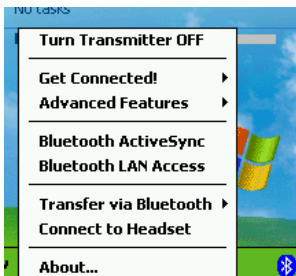 No tasks
Turn Transmitter OFF
Get Connected!
Advanced Features
Bluetooth ActiveSync
Bluetooth LAN Access
Transfer via Bluetooth
Connect to Headset
About...